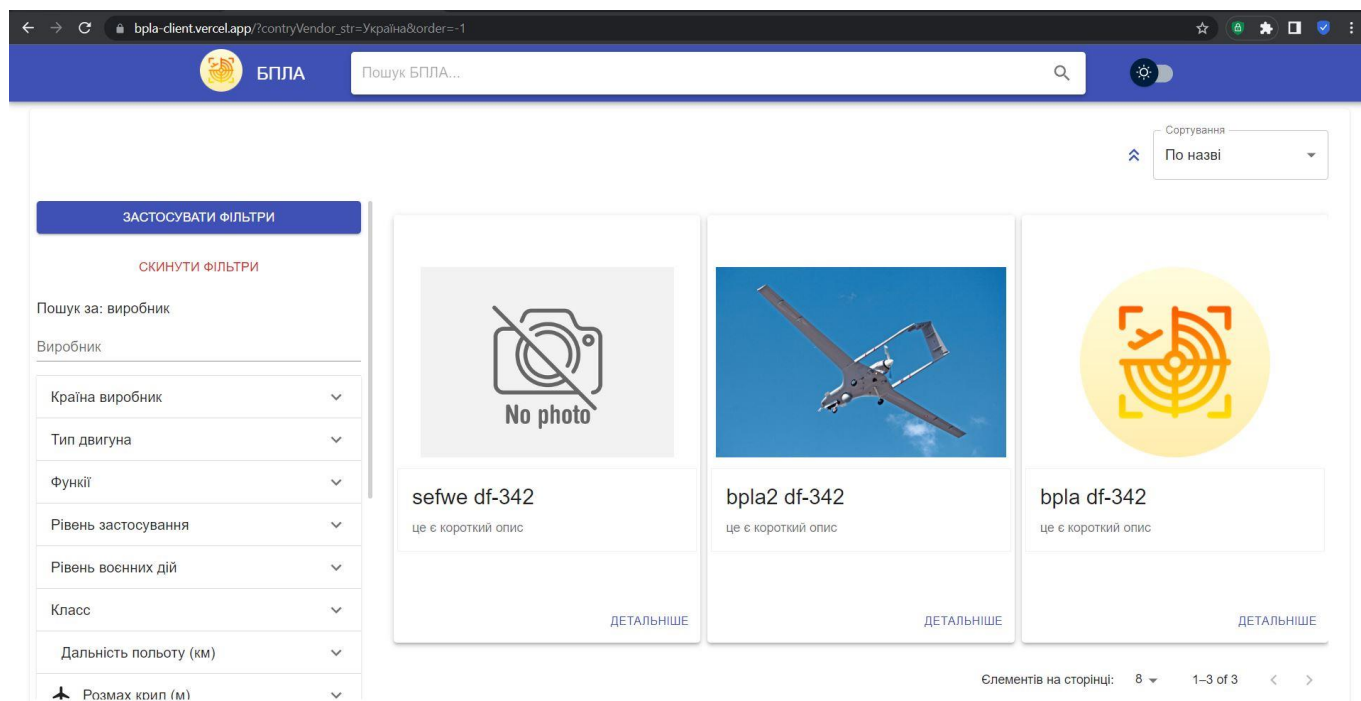 bpla-client.vercel.app/?contryVendor_str=Україна&order=-1
БПЛА
Пошук БПЛА...
Сортування
По назві
ЗАСТОСУВАТИ ФІЛЬТРИ
СКИНУТИ ФІЛЬТРИ
Пошук за: виробник
Виробник
Країна виробник
Тип двигуна
Функії
Рівень застосування
Рівень воєнних дій
Класс
Дальність польоту (км)
Розмах крил (м)
No photo
sefwe df-342
це є короткий опис
ДЕТАЛЬНІШЕ
bpla2 df-342
це є короткий опис
ДЕТАЛЬНІШЕ
bpla df-342
це є короткий опис
ДЕТАЛЬНІШЕ
Єлементів на сторінці: 8 1–3 of 3